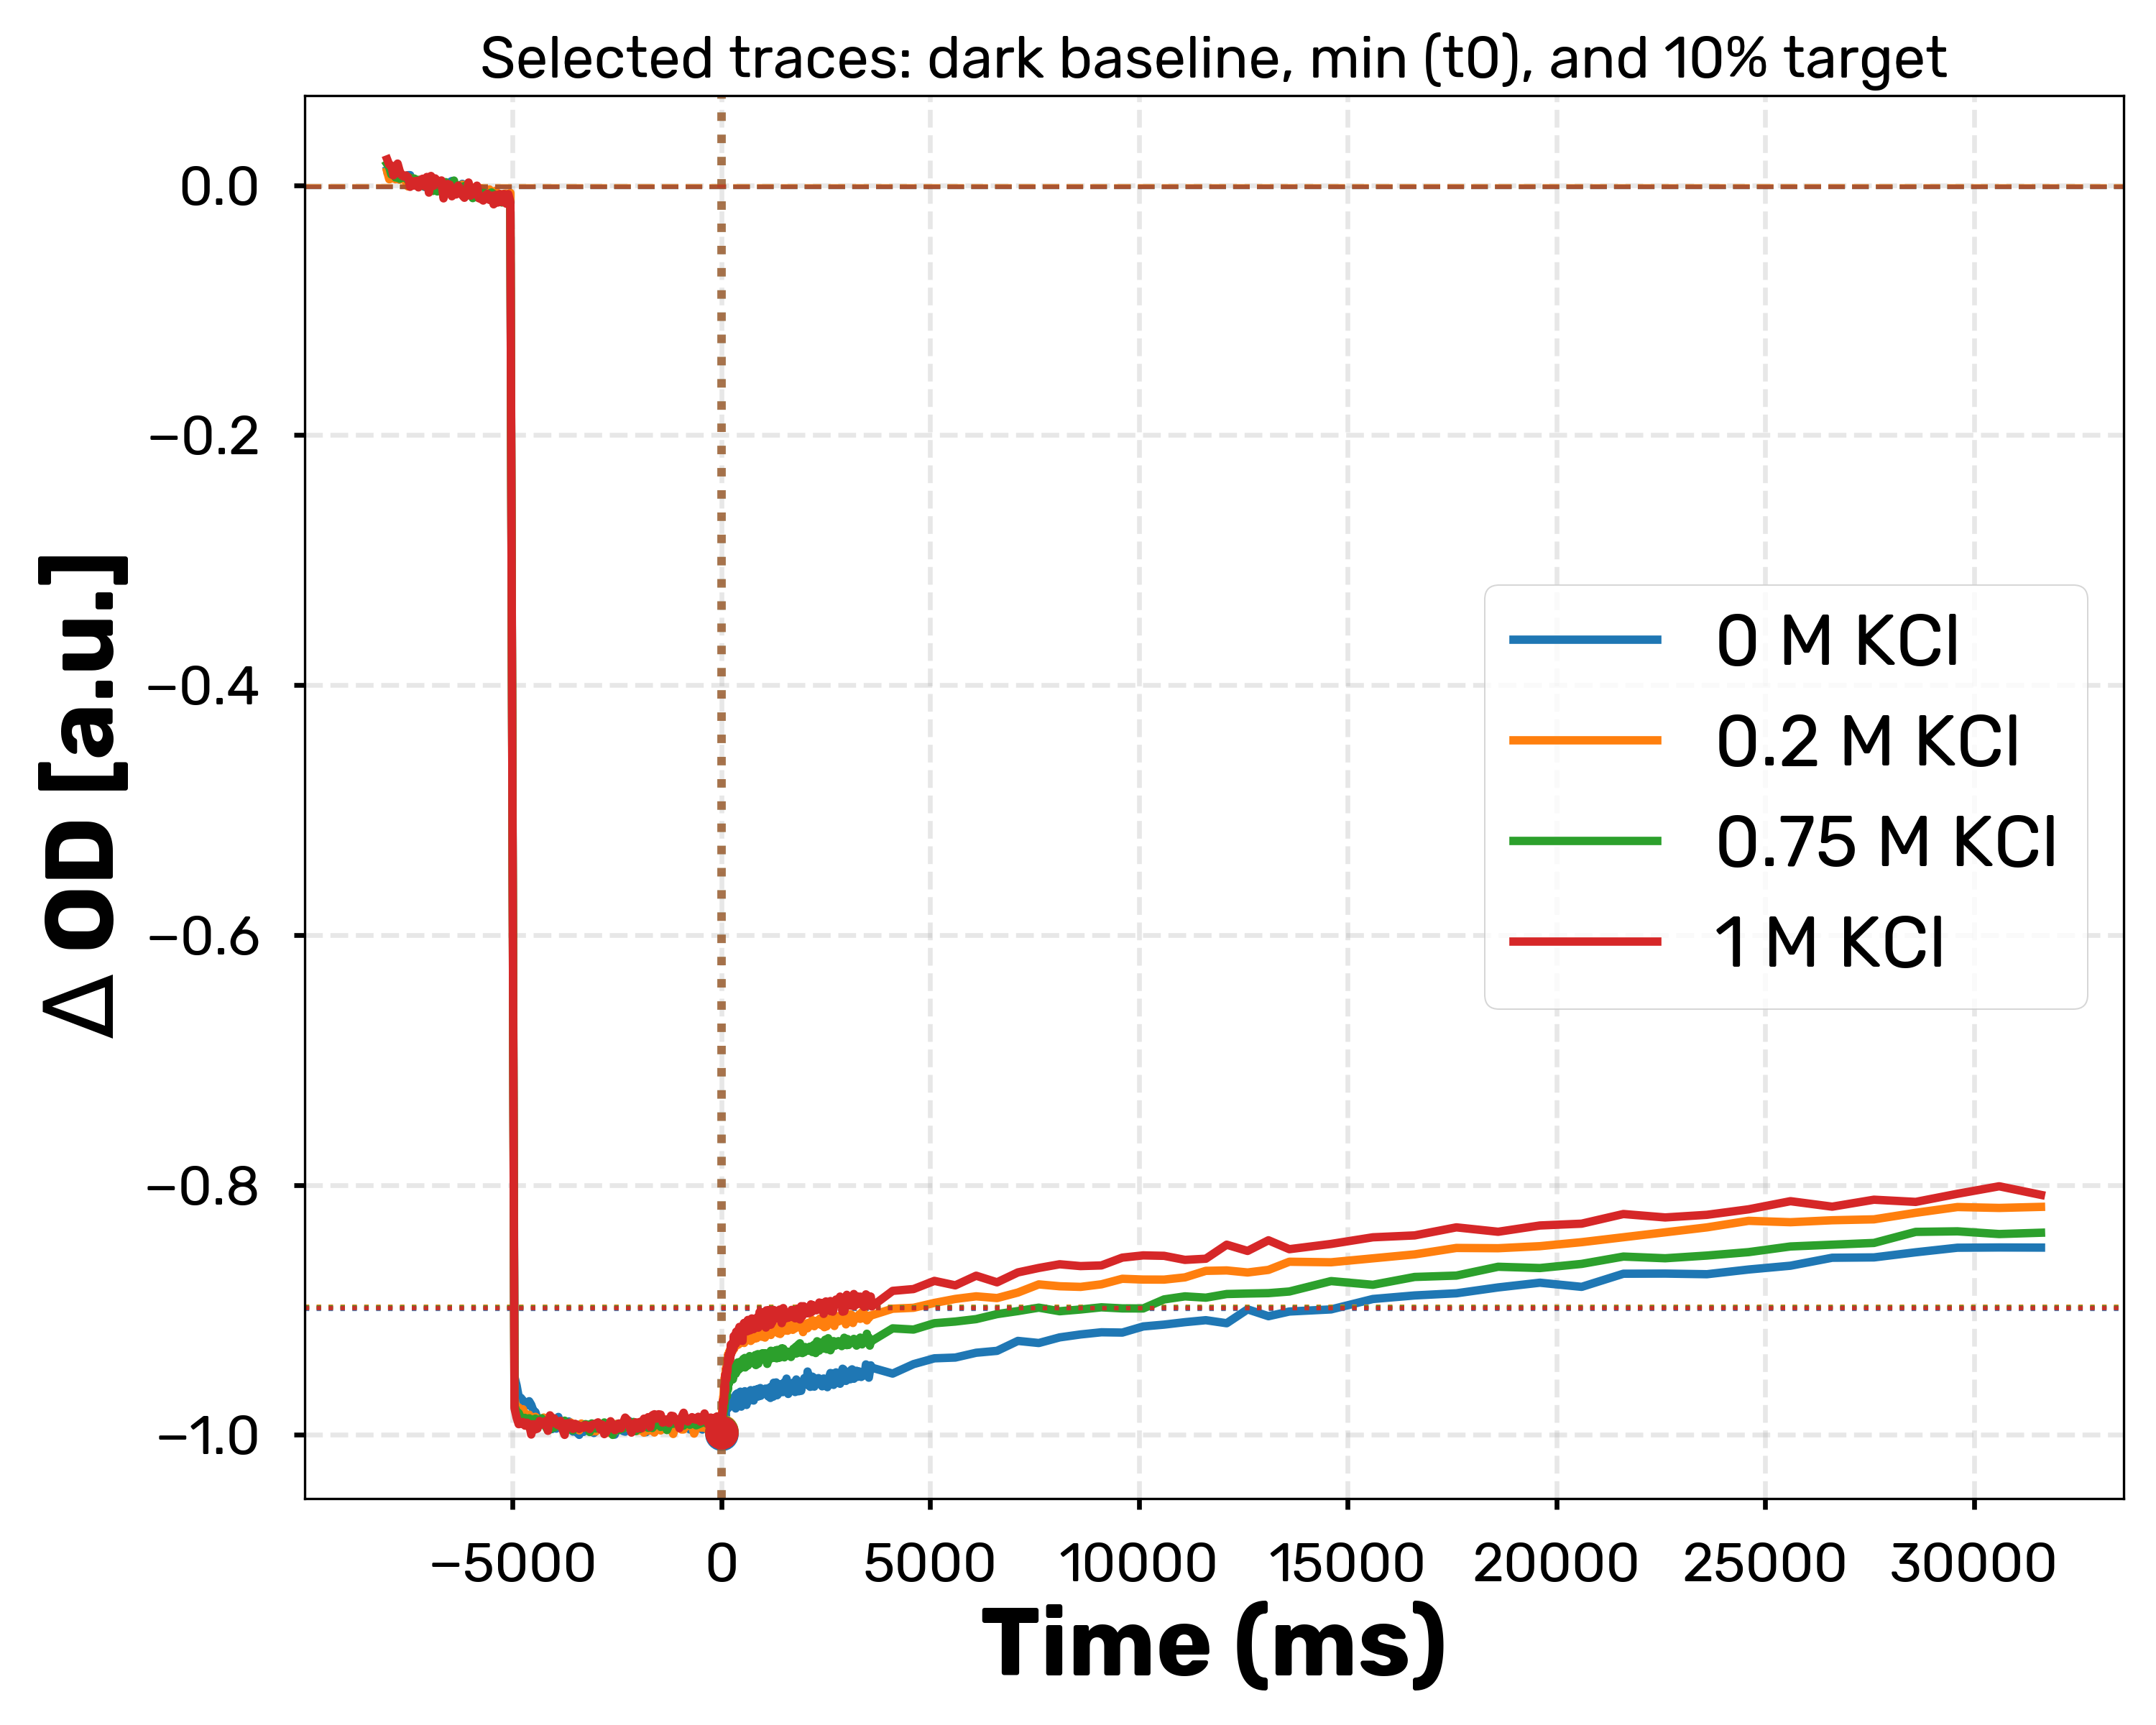 Selected traces: dark baseline, min (t0), and 10% target
0.0
−0.2
−0.4
−0.6
−0.8
−1.0
Δ OD [a.u.]
0 M KCl
0.2 M KCl
0.75 M KCl
1 M KCl
−5000 0 5000 10000 15000 20000 25000 30000
Time (ms)